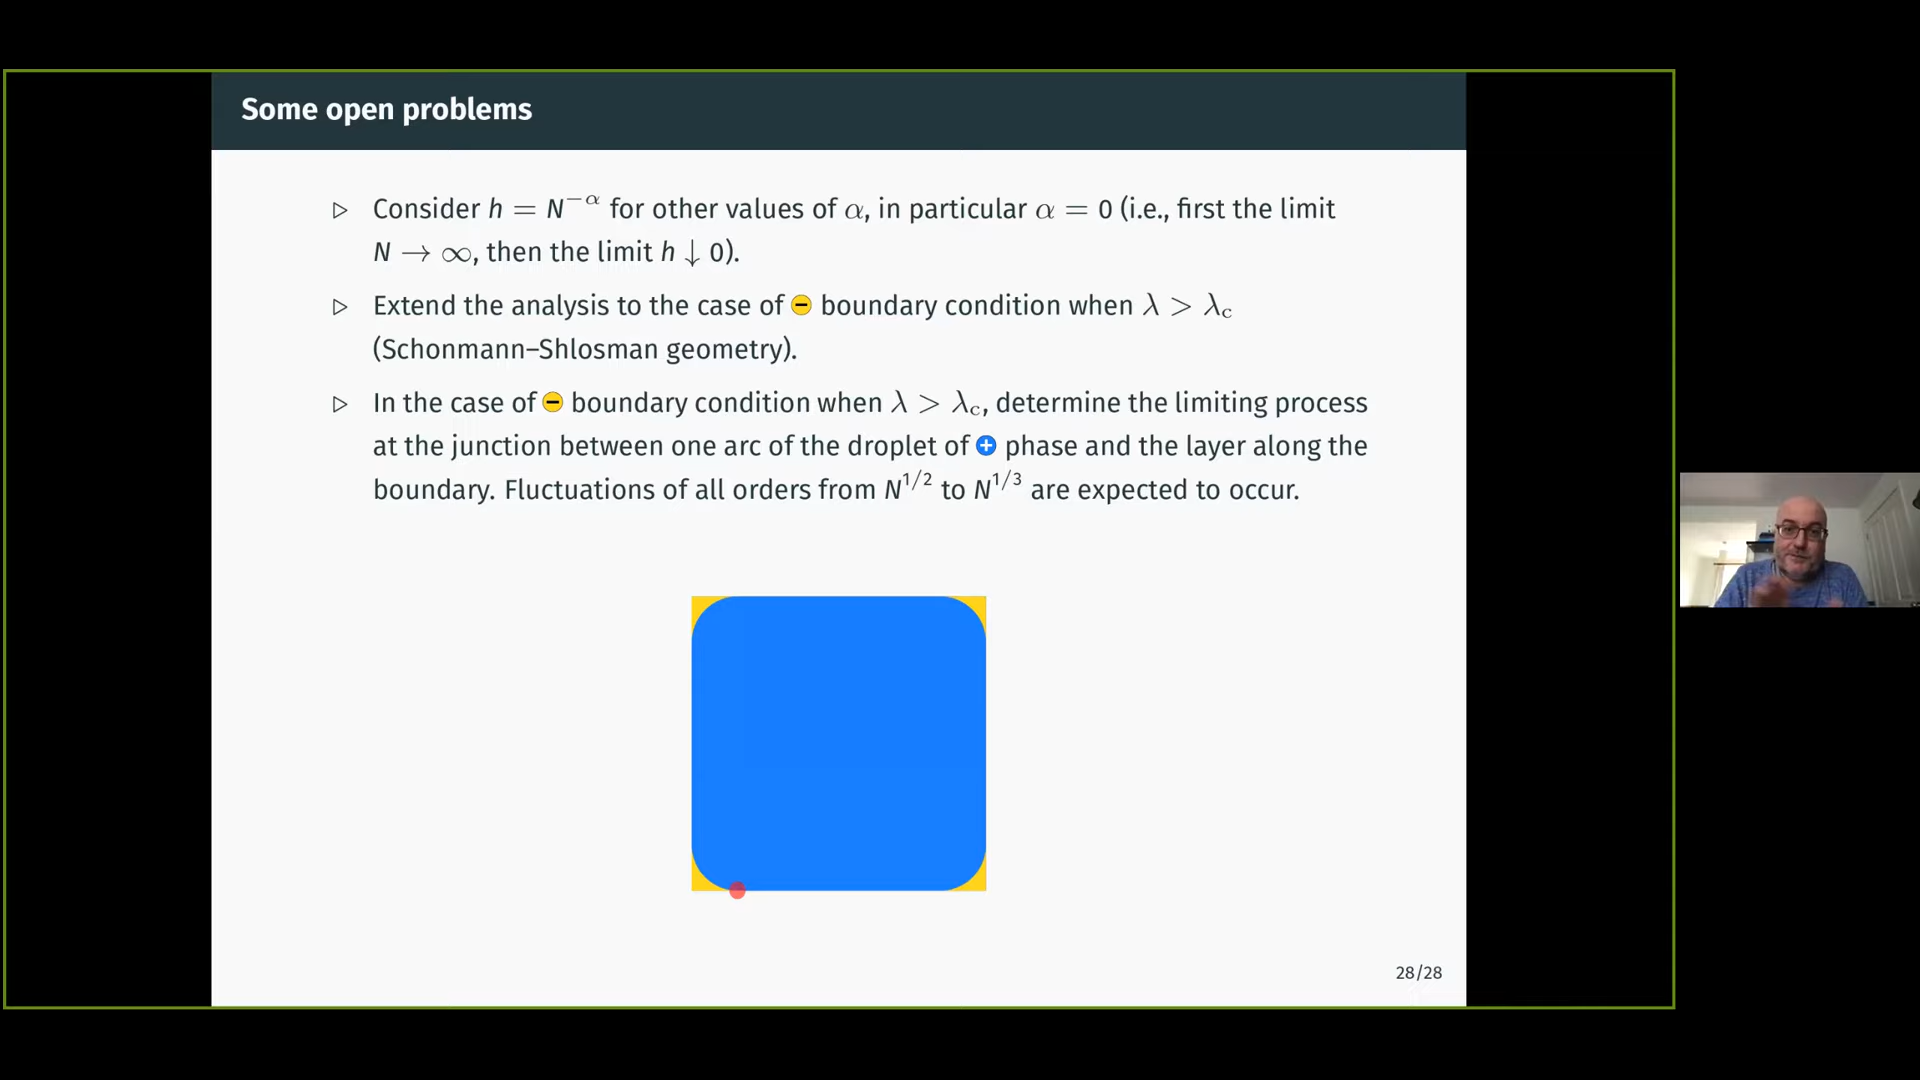 Some open problems
▷ Consider h = N^{−α} for other values of α, in particular α = 0 (i.e., first the limit
N → ∞, then the limit h ↓ 0).
▷ Extend the analysis to the case of ⊖ boundary condition when λ > λ_c
(Schonmann–Shlosman geometry).
▷ In the case of ⊖ boundary condition when λ > λ_c, determine the limiting process
at the junction between one arc of the droplet of ⊕ phase and the layer along the
boundary. Fluctuations of all orders from N^{1/2} to N^{1/3} are expected to occur.
28/28